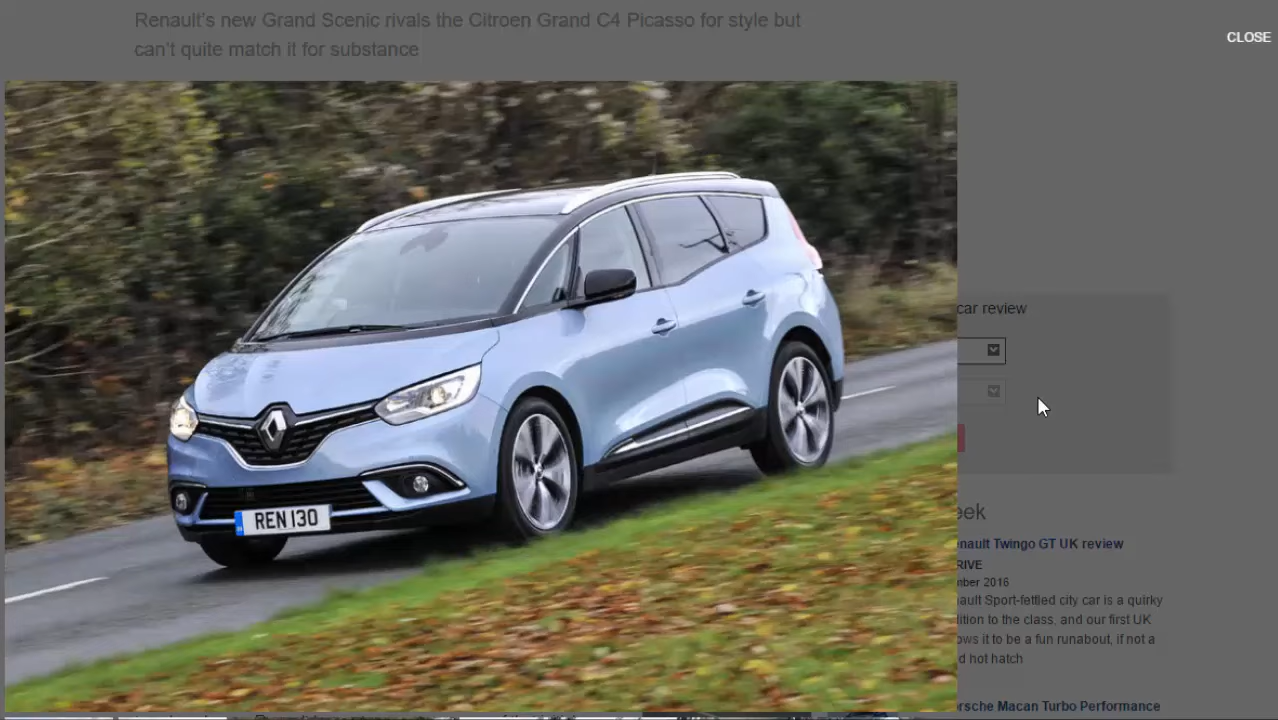 Renault's new Grand Scenic rivals the Citroen Grand C4 Picasso for style but
can't quite match it for substance
CLOSE
car review
REN 130
eek
enault Twingo GT UK review
RIVE
mber 2016
ault Sport-fettled city car is a quirky
dition to the class, and our first UK
ows it to be a fun runabout, if not a
d hot hatch
orsche Macan Turbo Performance